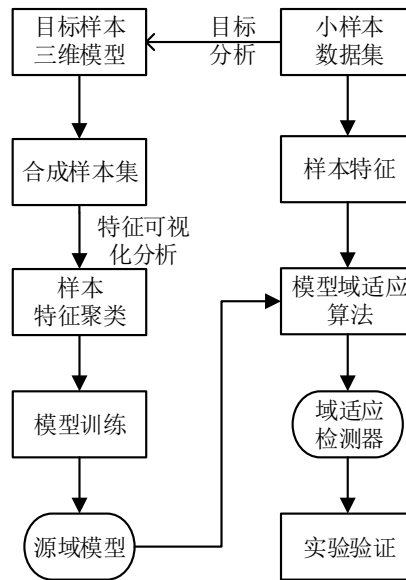 目标样本
三维模型
目标
分析
小样本
数据集
合成样本集
样本特征
特征可视
化分析
样本
特征聚类
模型域适应
算法
模型训练
域适应
检测器
源域模型
实验验证